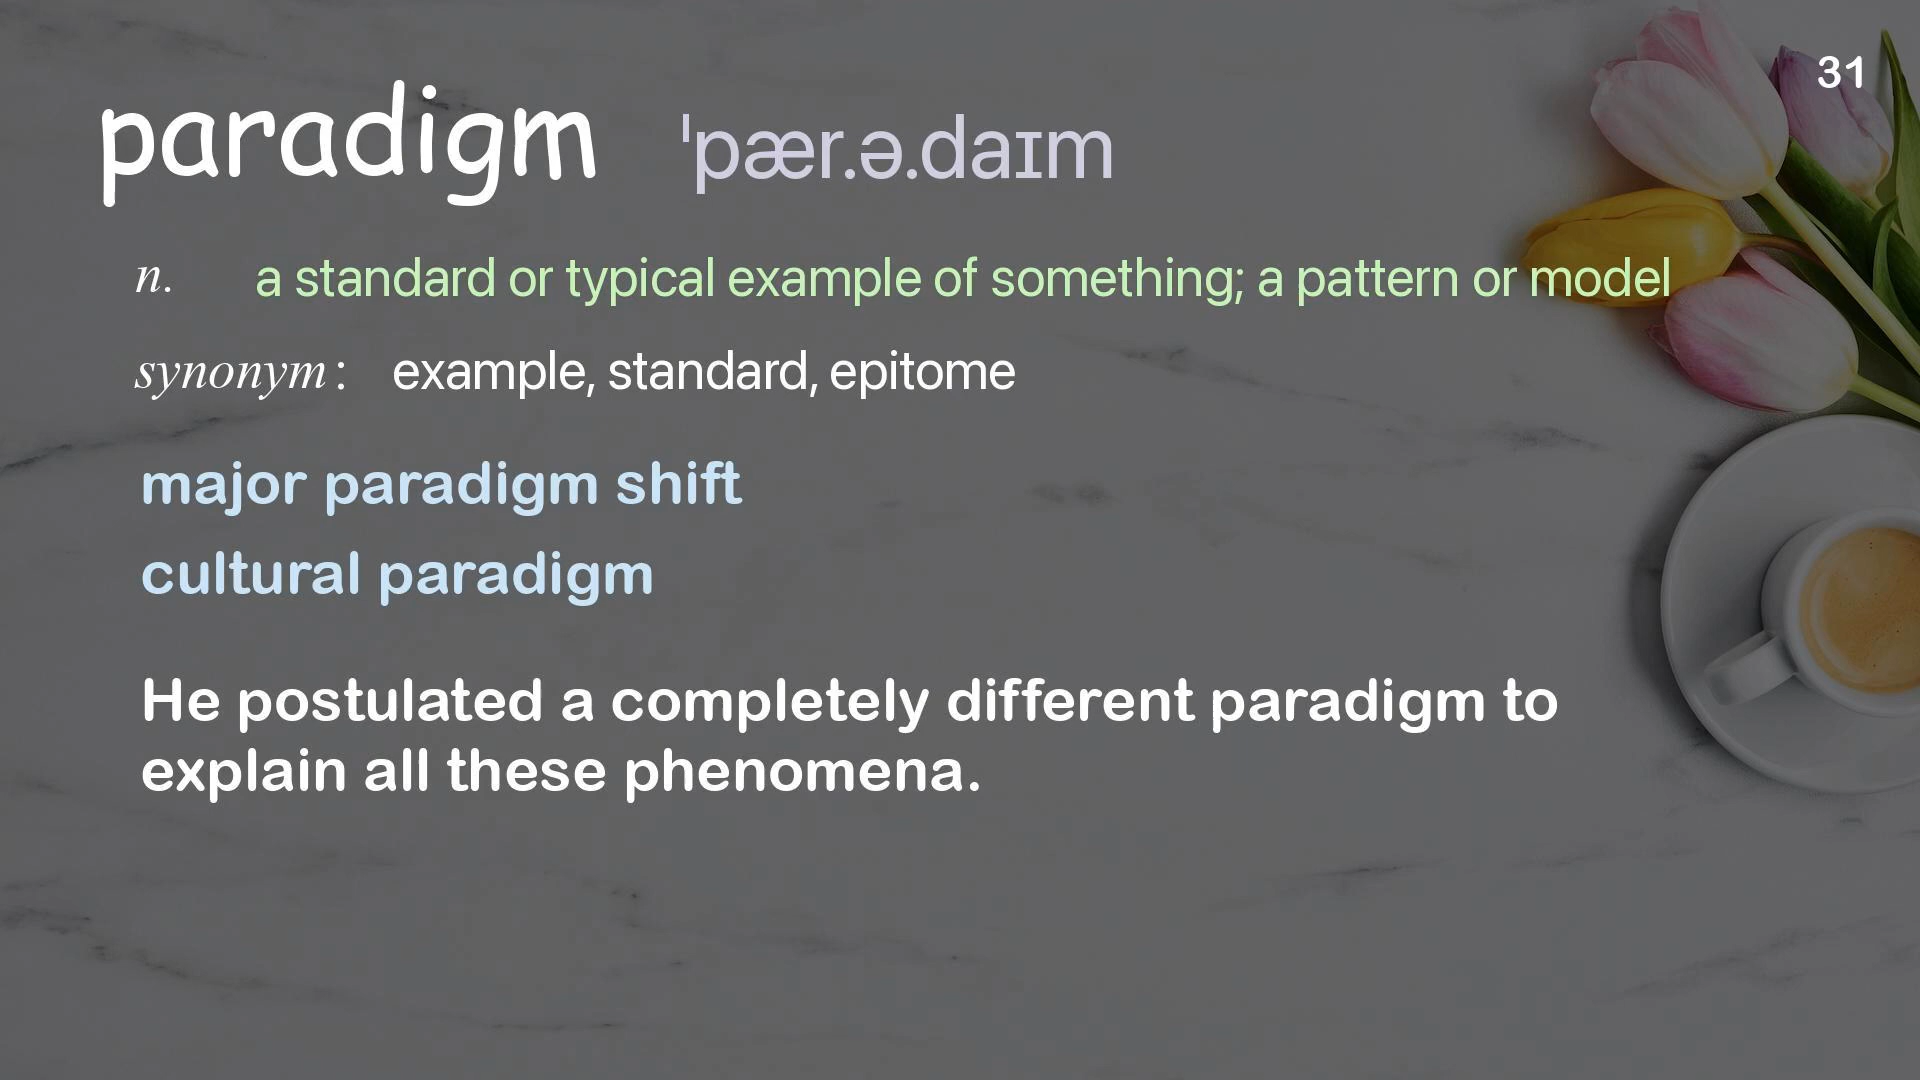 31
paradigm ˈpær.ə.daɪm
n. a standard or typical example of something; a pattern or model
synonym: example, standard, epitome
major paradigm shift
cultural paradigm
He postulated a completely different paradigm to
explain all these phenomena.